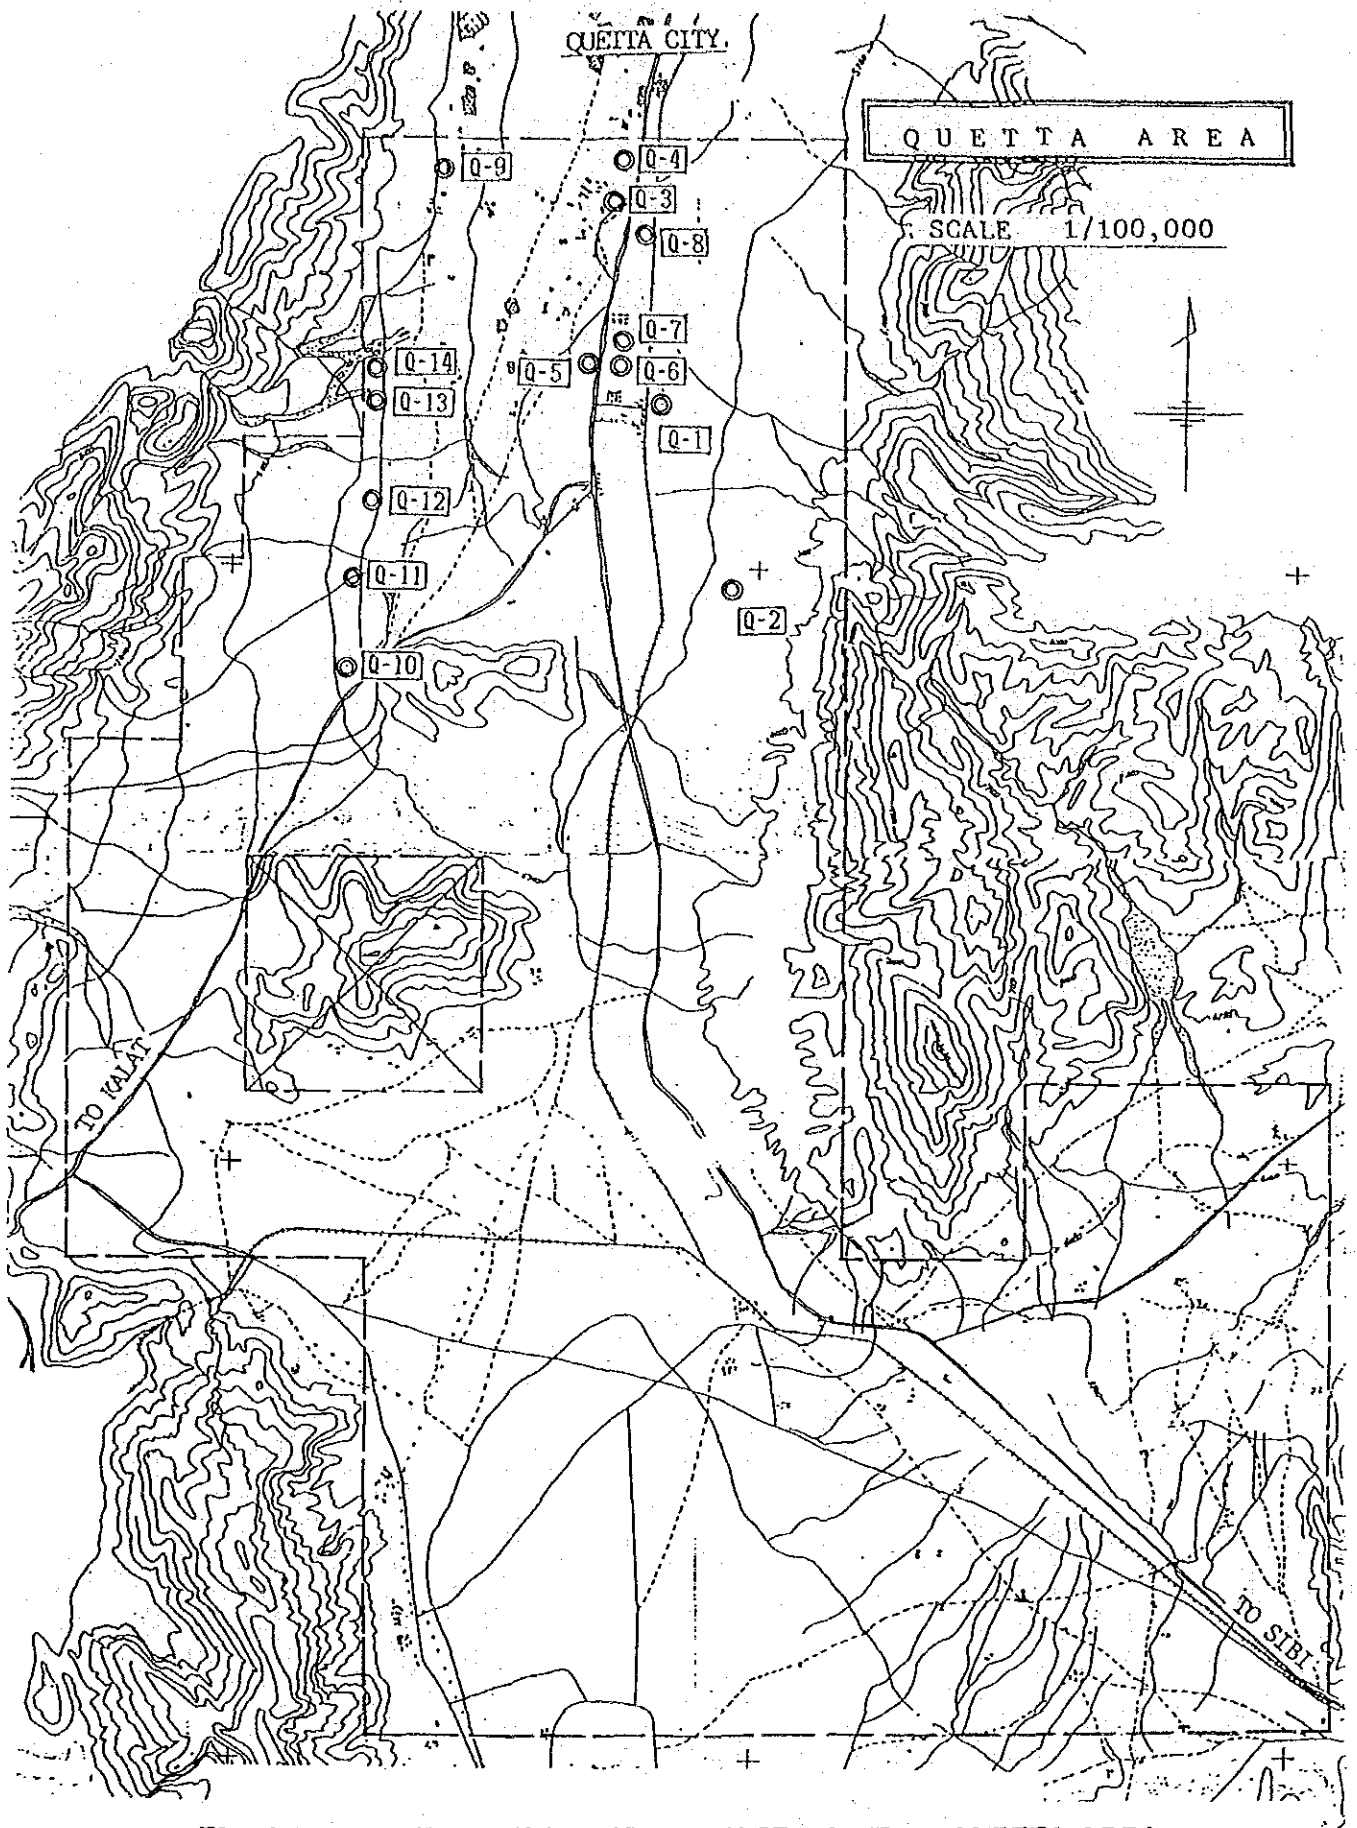 QUETTA CITY.
QUETTA AREA
SCALE 1/100,000
Q-9
Q-4
Q-3
Q-8
Q-7
Q-14
Q-5
Q-6
Q-13
Q-1
Q-12
Q-11
Q-2
Q-10
TO KALAT
TO SIBI